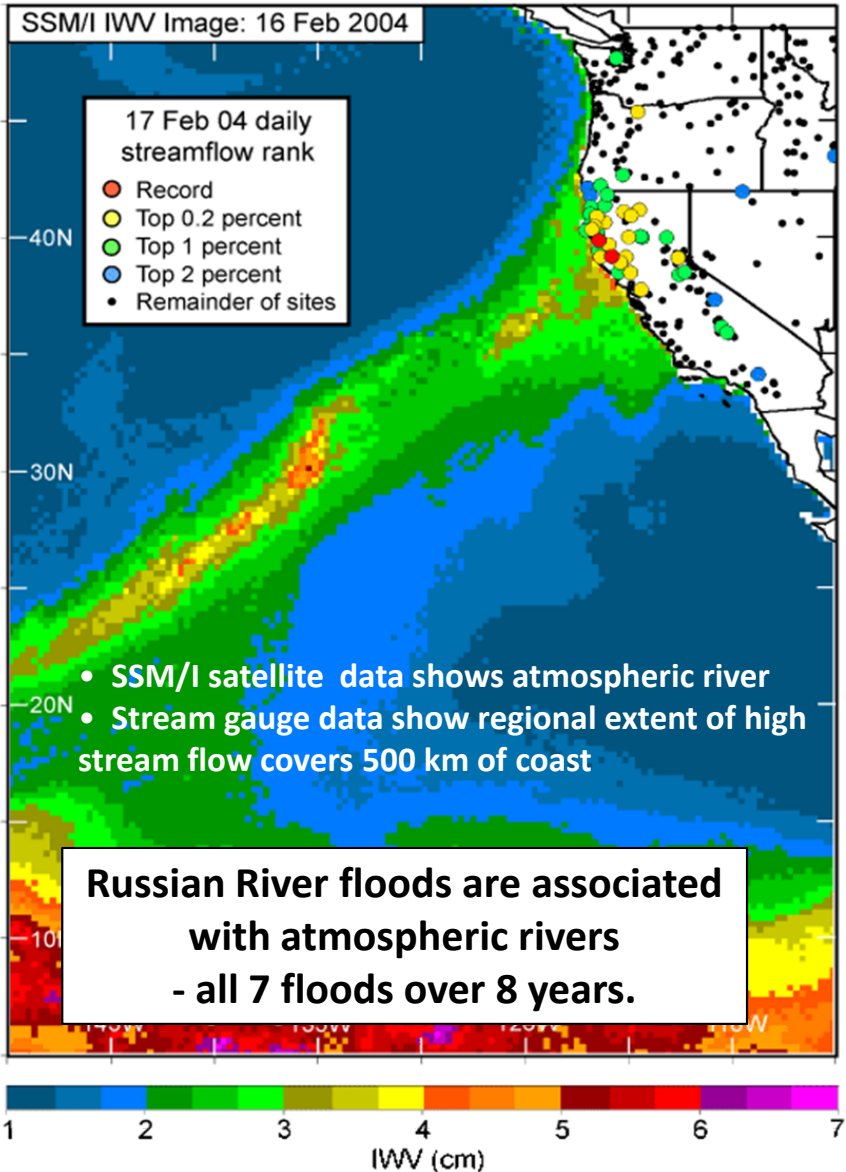 SSM/I IWV Image: 16 Feb 2004
17 Feb 04 daily
streamflow rank
Record
Top 0.2 percent
Top 1 percent
Top 2 percent
Remainder of sites
40N
30N
• SSM/I satellite data shows atmospheric river
20N
• Stream gauge data show regional extent of high
stream flow covers 500 km of coast
Russian River floods are associated
with atmospheric rivers
- all 7 floods over 8 years.
1 2 3 4 5 6 7
IWV (cm)